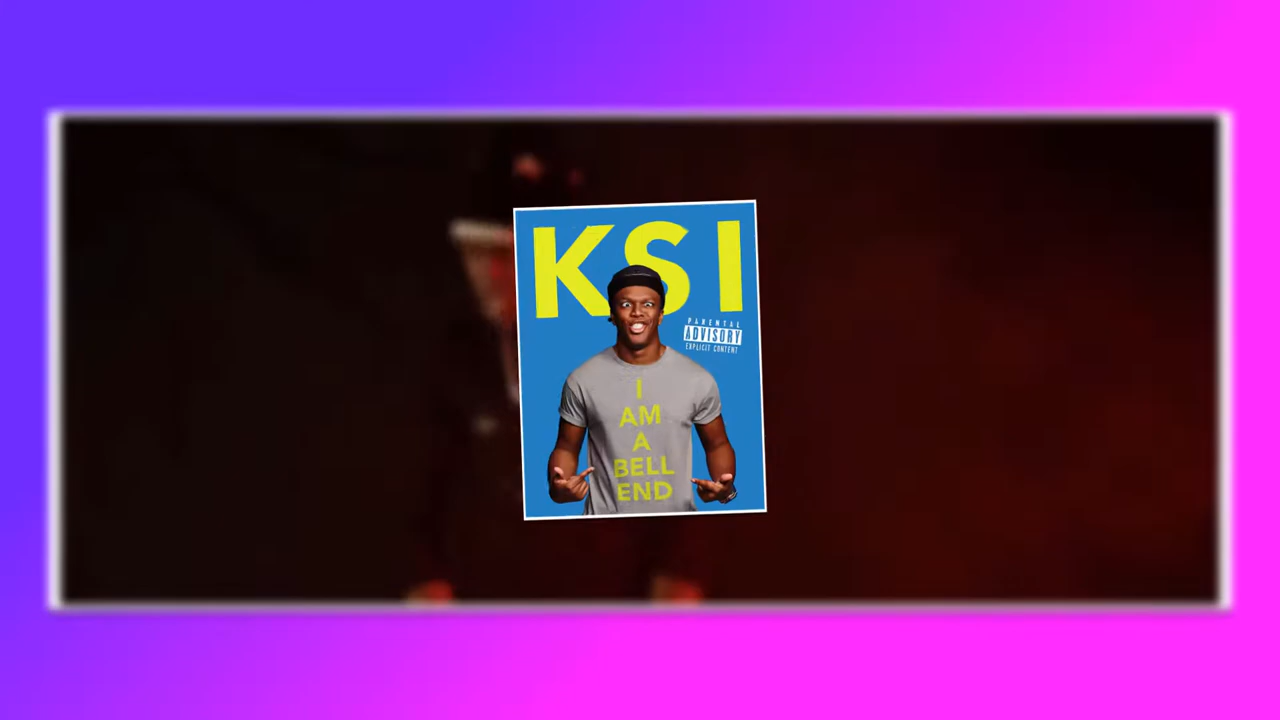 KSI
PARENTAL
ADVISORY
EXPLICIT CONTENT
I
AM
A
BELL
END